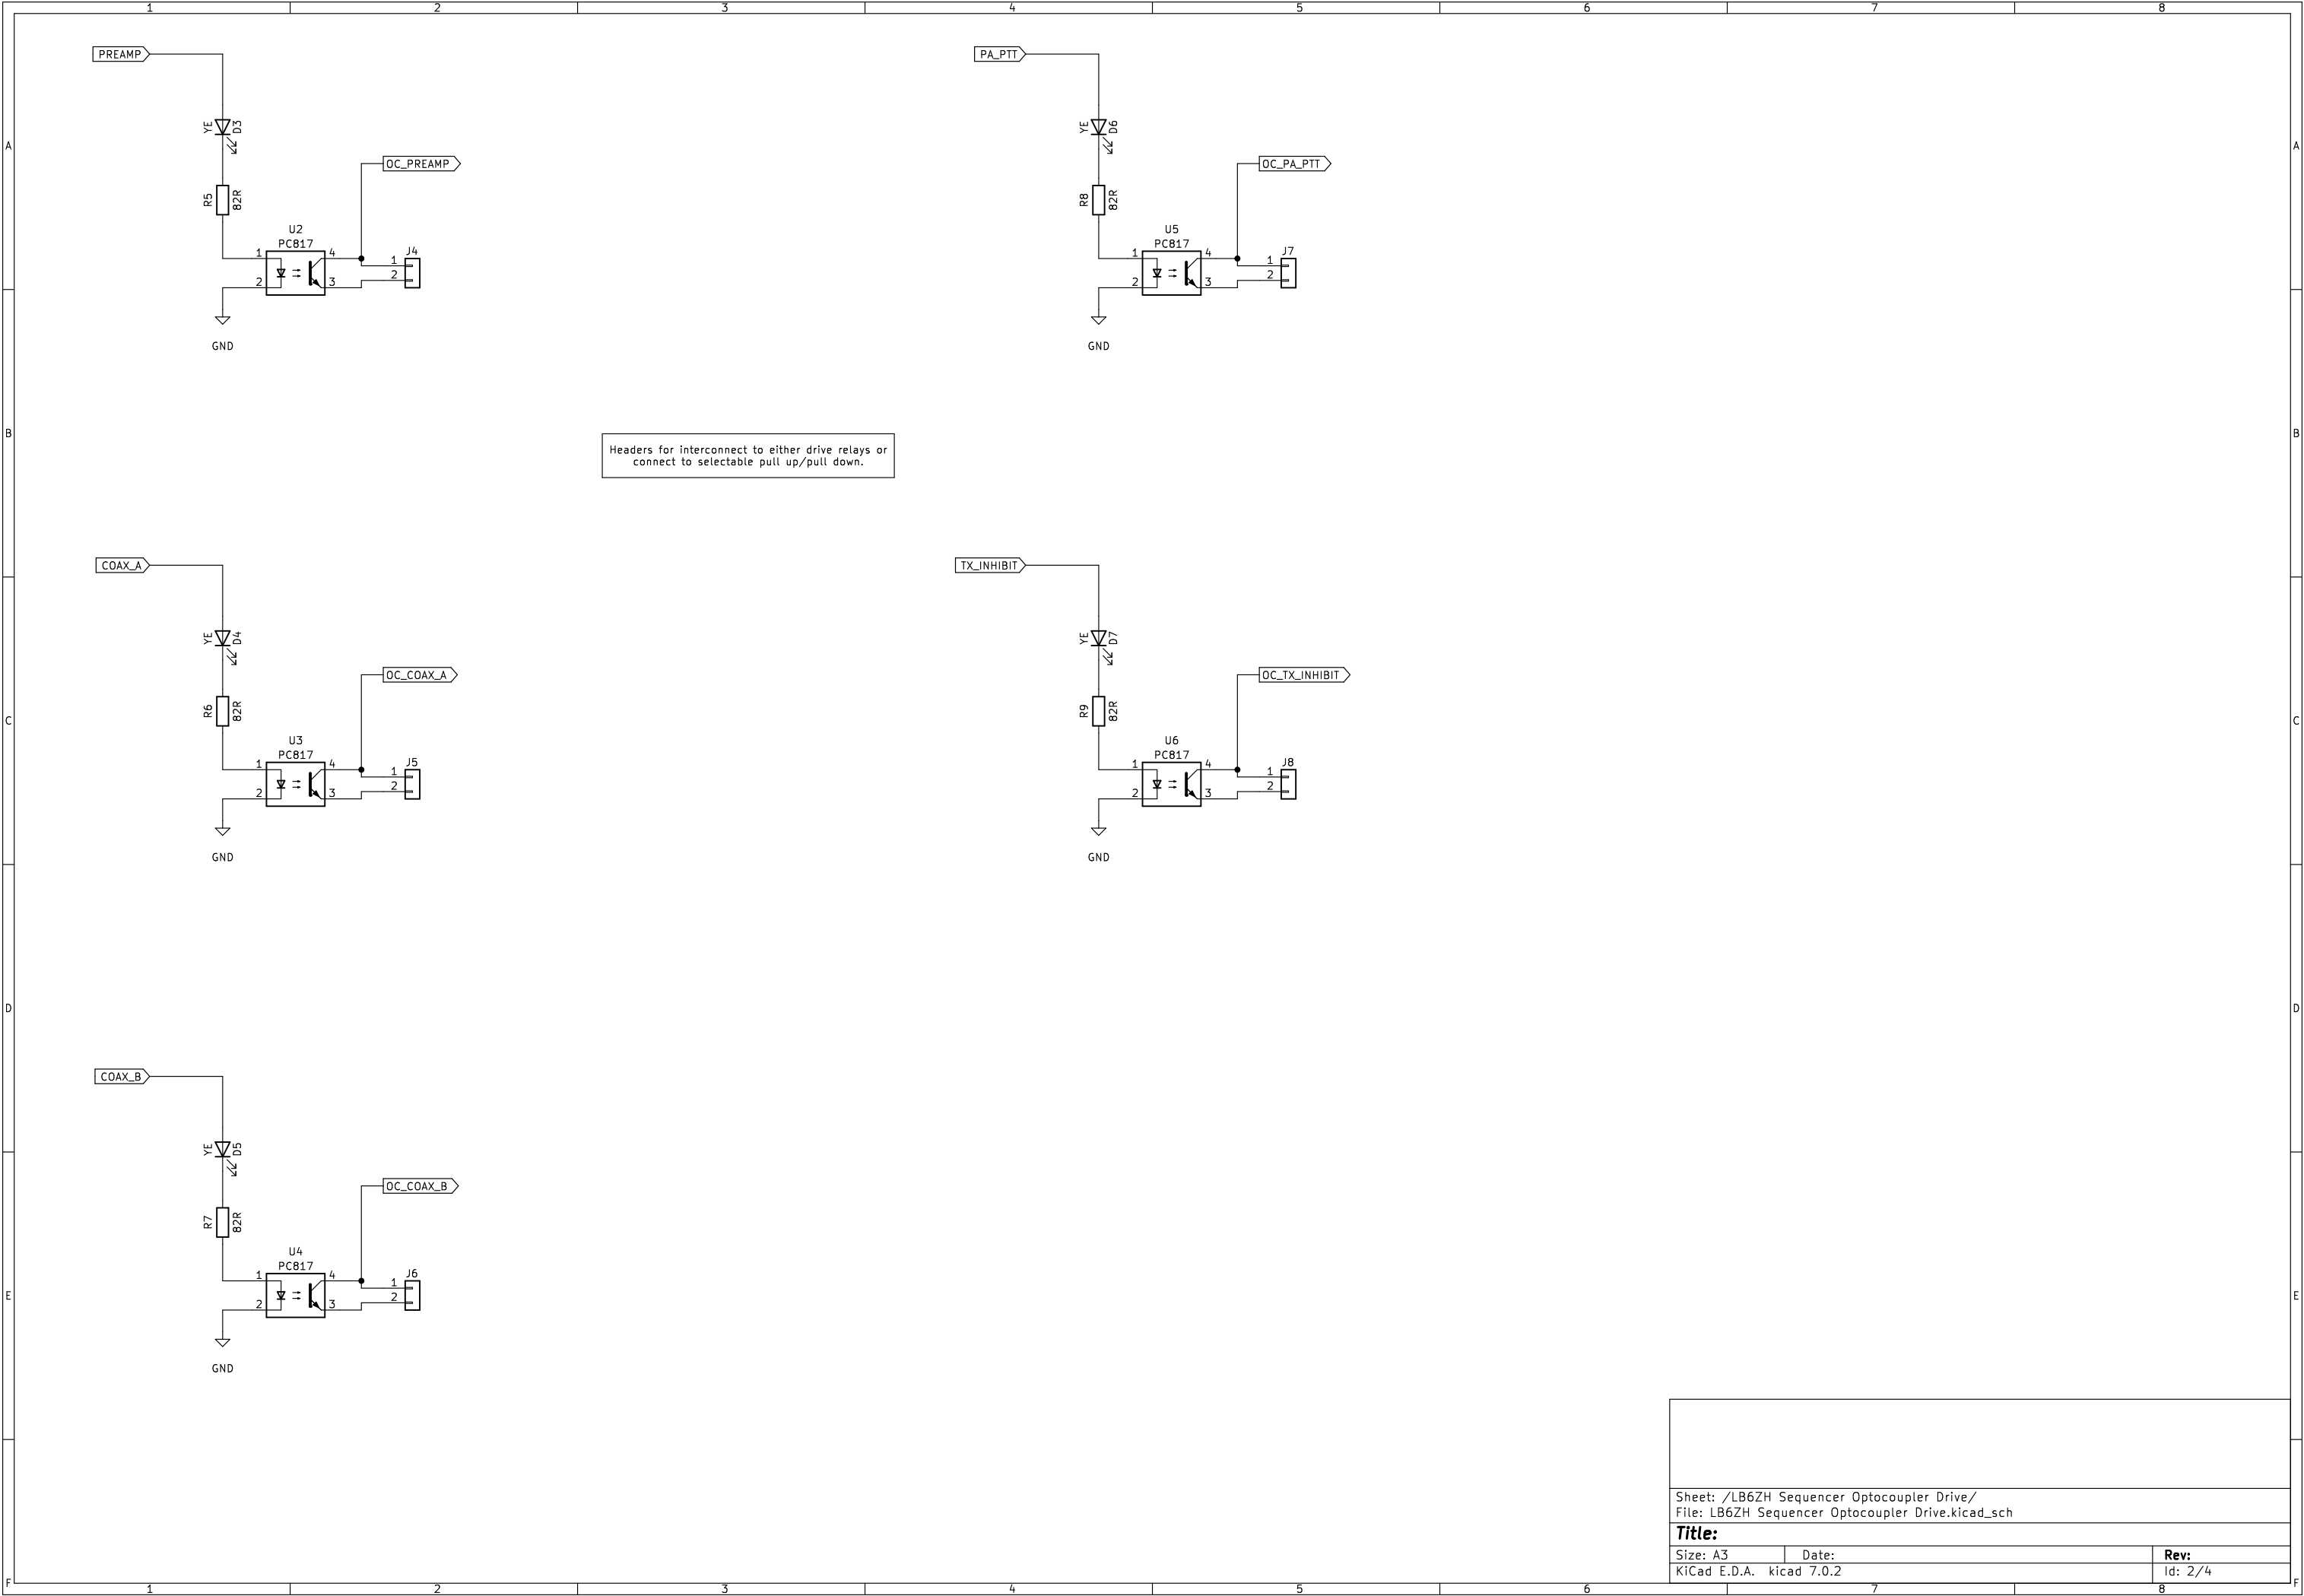 1 2 3 4 5 6 7 8
PREAMP
PA_PTT
YE D3
YE D6
A A
OC_PREAMP
OC_PA_PTT
R5 82R
R8 82R
U2
PC817
1 4
2 3
J4
1
2
U5
PC817
1 4
2 3
J7
1
2
GND
GND
B B
Headers for interconnect to either drive relays or
connect to selectable pull up/pull down.
COAX_A
TX_INHIBIT
YE D4
YE D7
OC_COAX_A
OC_TX_INHIBIT
R6 82R
R9 82R
C C
U3
PC817
1 4
2 3
J5
1
2
U6
PC817
1 4
2 3
J8
1
2
GND
GND
D D
COAX_B
YE D5
OC_COAX_B
R7 82R
U4
PC817
1 4
2 3
J6
1
2
E E
GND
Sheet: /LB6ZH Sequencer Optocoupler Drive/
File: LB6ZH Sequencer Optocoupler Drive.kicad_sch
Title:
Size: A3 Date: Rev:
KiCad E.D.A. kicad 7.0.2 Id: 2/4
F F
1 2 3 4 5 6 7 8